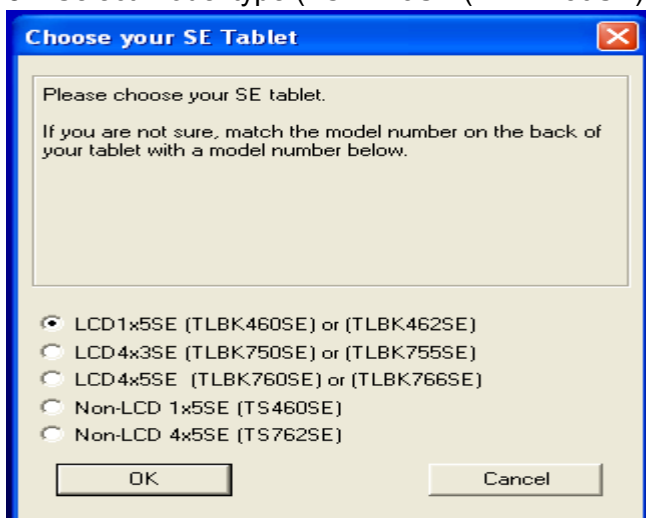 Choose your SE Tablet
Please choose your SE tablet.
If you are not sure, match the model number on the back of
your tablet with a model number below.
LCD1x5SE (TLBK460SE) or (TLBK462SE)
LCD4x3SE (TLBK750SE) or (TLBK755SE)
LCD4x5SE (TLBK760SE) or (TLBK766SE)
Non-LCD 1x5SE (TS460SE)
Non-LCD 4x5SE (TS762SE)
OK Cancel